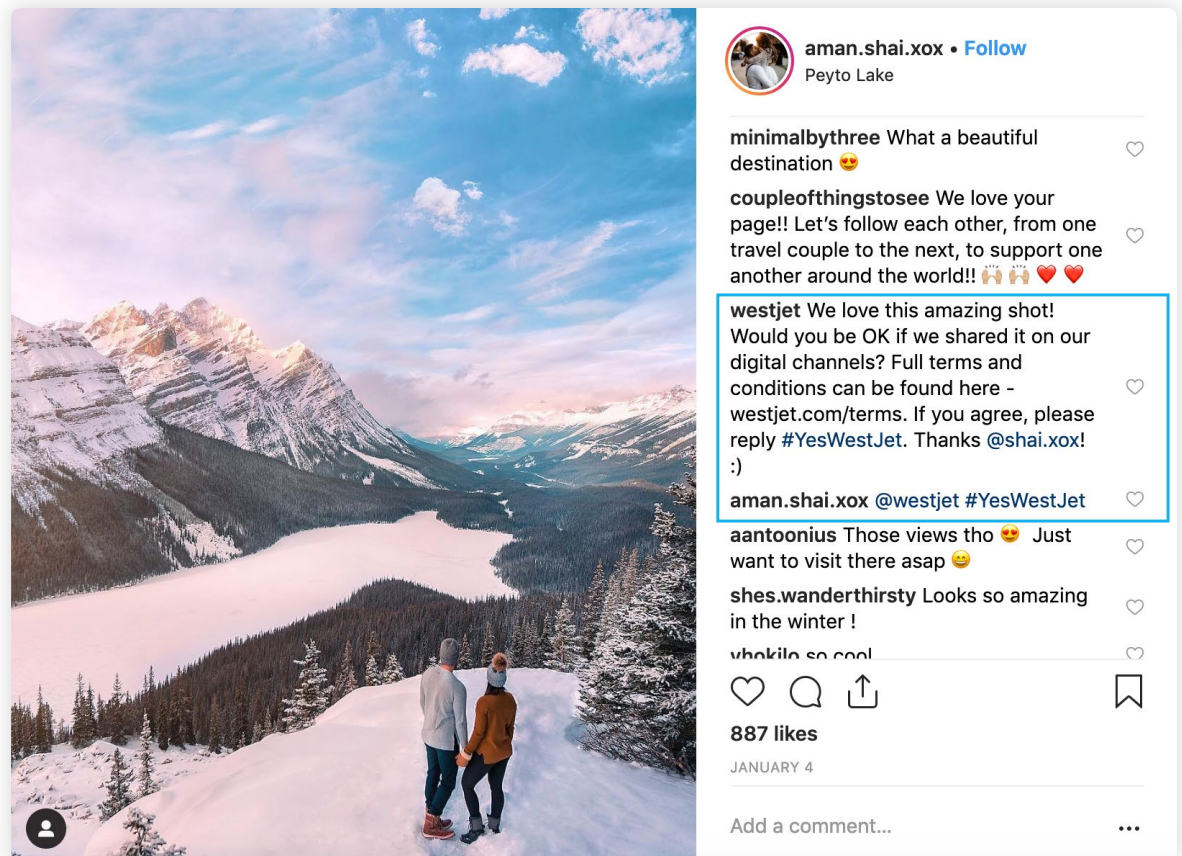 aman.shai.xox • Follow
Peyto Lake
minimalbythree What a beautiful
destination 😍
coupleofthingstosee We love your
page!! Let’s follow each other, from one
travel couple to the next, to support one
another around the world!! 🙌🏼 🙌🏼 ❤️ ❤️
westjet We love this amazing shot!
Would you be OK if we shared it on our
digital channels? Full terms and
conditions can be found here -
westjet.com/terms. If you agree, please
reply #YesWestJet. Thanks @shai.xox!
:)
aman.shai.xox @westjet #YesWestJet
aantoonius Those views tho 😍 Just
want to visit there asap 😄
shes.wanderthirsty Looks so amazing
in the winter !
vhokilo so cool
887 likes
JANUARY 4
Add a comment...